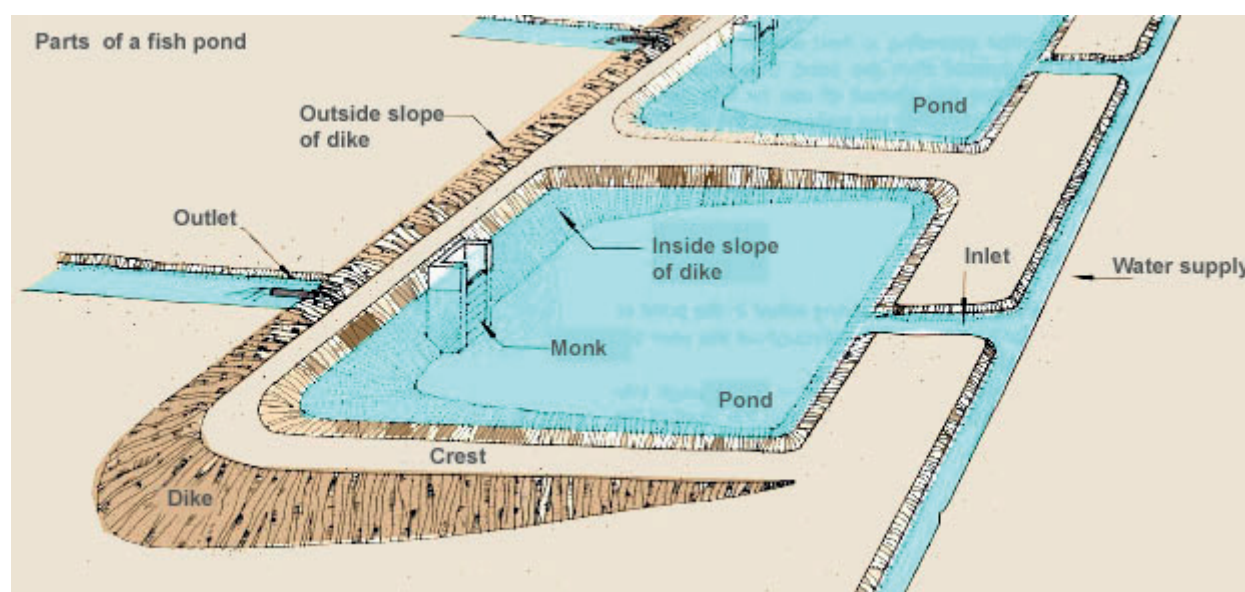 Parts of a fish pond
Outside slope
of dike
Pond
Outlet
Inside slope
of dike
Inlet
Water supply
Monk
Pond
Crest
Dike